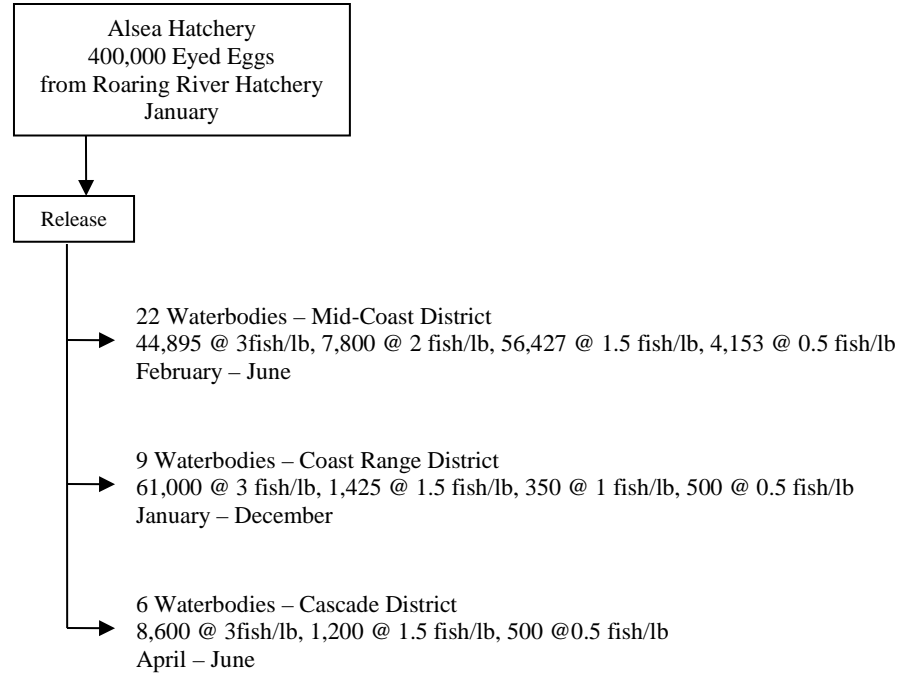 Alsea Hatchery
400,000 Eyed Eggs
from Roaring River Hatchery
January
Release
22 Waterbodies – Mid-Coast District
44,895 @ 3fish/lb, 7,800 @ 2 fish/lb, 56,427 @ 1.5 fish/lb, 4,153 @ 0.5 fish/lb
February – June
9 Waterbodies – Coast Range District
61,000 @ 3 fish/lb, 1,425 @ 1.5 fish/lb, 350 @ 1 fish/lb, 500 @ 0.5 fish/lb
January – December
6 Waterbodies – Cascade District
8,600 @ 3fish/lb, 1,200 @ 1.5 fish/lb, 500 @0.5 fish/lb
April – June